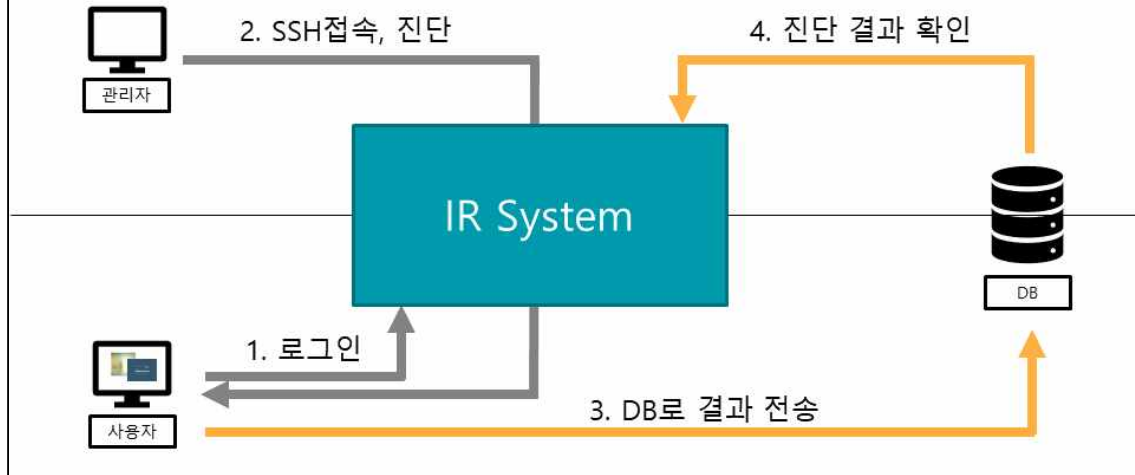 2. SSH접속, 진단
4. 진단 결과 확인
관리자
IR System
DB
1. 로그인
3. DB로 결과 전송
사용자